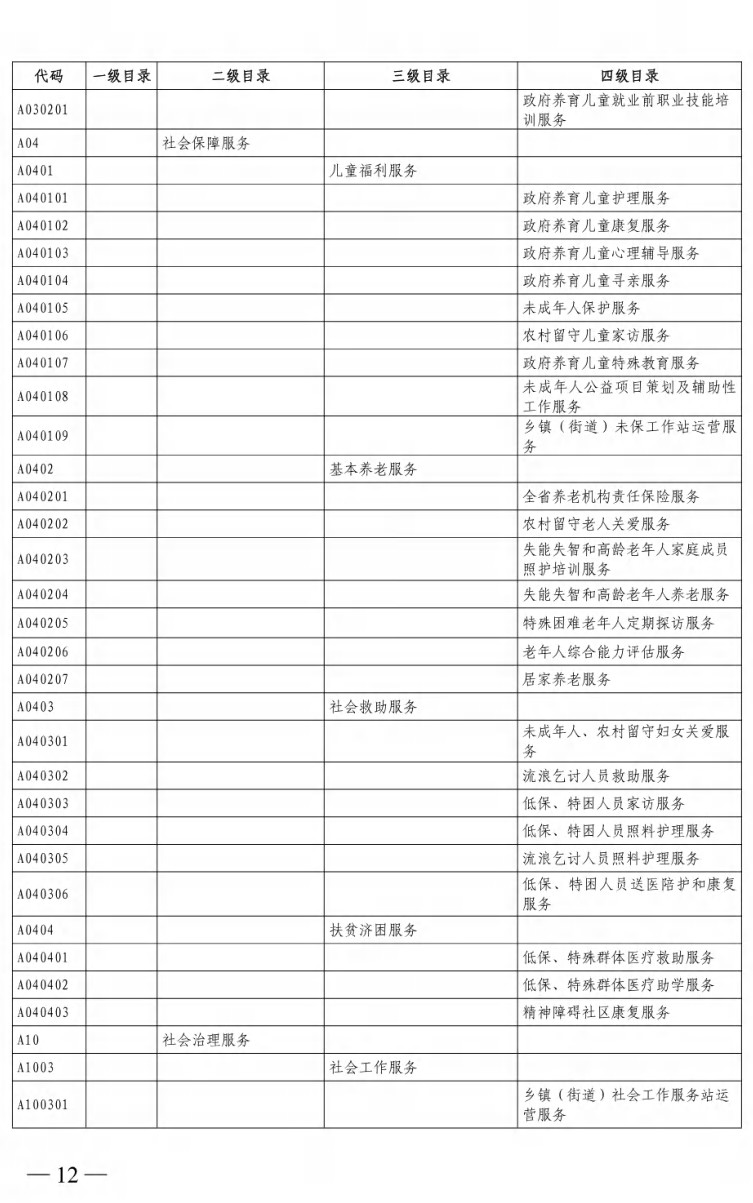 代码 一级目录 二级目录 三级目录 四级目录
A030201 政府养育儿童就业前职业技能培
训服务
A04 社会保障服务
A0401 儿童福利服务
A040101 政府养育儿童护理服务
A040102 政府养育儿童康复服务
A040103 政府养育儿童心理辅导服务
A040104 政府养育儿童寻亲服务
A040105 未成年人保护服务
A040106 农村留守儿童家访服务
A040107 政府养育儿童特殊教育服务
A040108 未成年人公益项目策划及辅助性
工作服务
A040109 乡镇（街道）未保工作站运营服
务
A0402 基本养老服务
A040201 全省养老机构责任保险服务
A040202 农村留守老人关爱服务
A040203 失能失智和高龄老年人家庭成员
照护培训服务
A040204 失能失智和高龄老年人养老服务
A040205 特殊困难老年人定期探访服务
A040206 老年人综合能力评估服务
A040207 居家养老服务
A0403 社会救助服务
A040301 未成年人、农村留守妇女关爱服
务
A040302 流浪乞讨人员救助服务
A040303 低保、特困人员家访服务
A040304 低保、特困人员照料护理服务
A040305 流浪乞讨人员照料护理服务
A040306 低保、特困人员送医陪护和康复
服务
A0404 扶贫济困服务
A040401 低保、特殊群体医疗救助服务
A040402 低保、特殊群体医疗助学服务
A040403 精神障碍社区康复服务
A10 社会治理服务
A1003 社会工作服务
A100301 乡镇（街道）社会工作服务站运
营服务
— 12 —